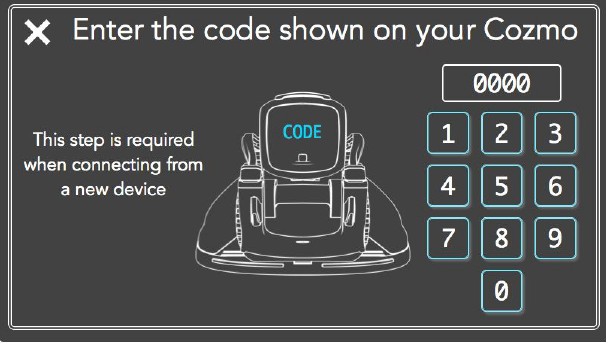 Enter the code shown on your Cozmo
0000
This step is required
when connecting from
a new device
CODE
1 2 3
4 5 6
7 8 9
0